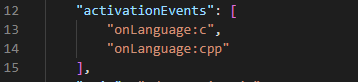 12 "activationEvents": [
13 "onLanguage:c",
14 "onLanguage:cpp"
15 ],